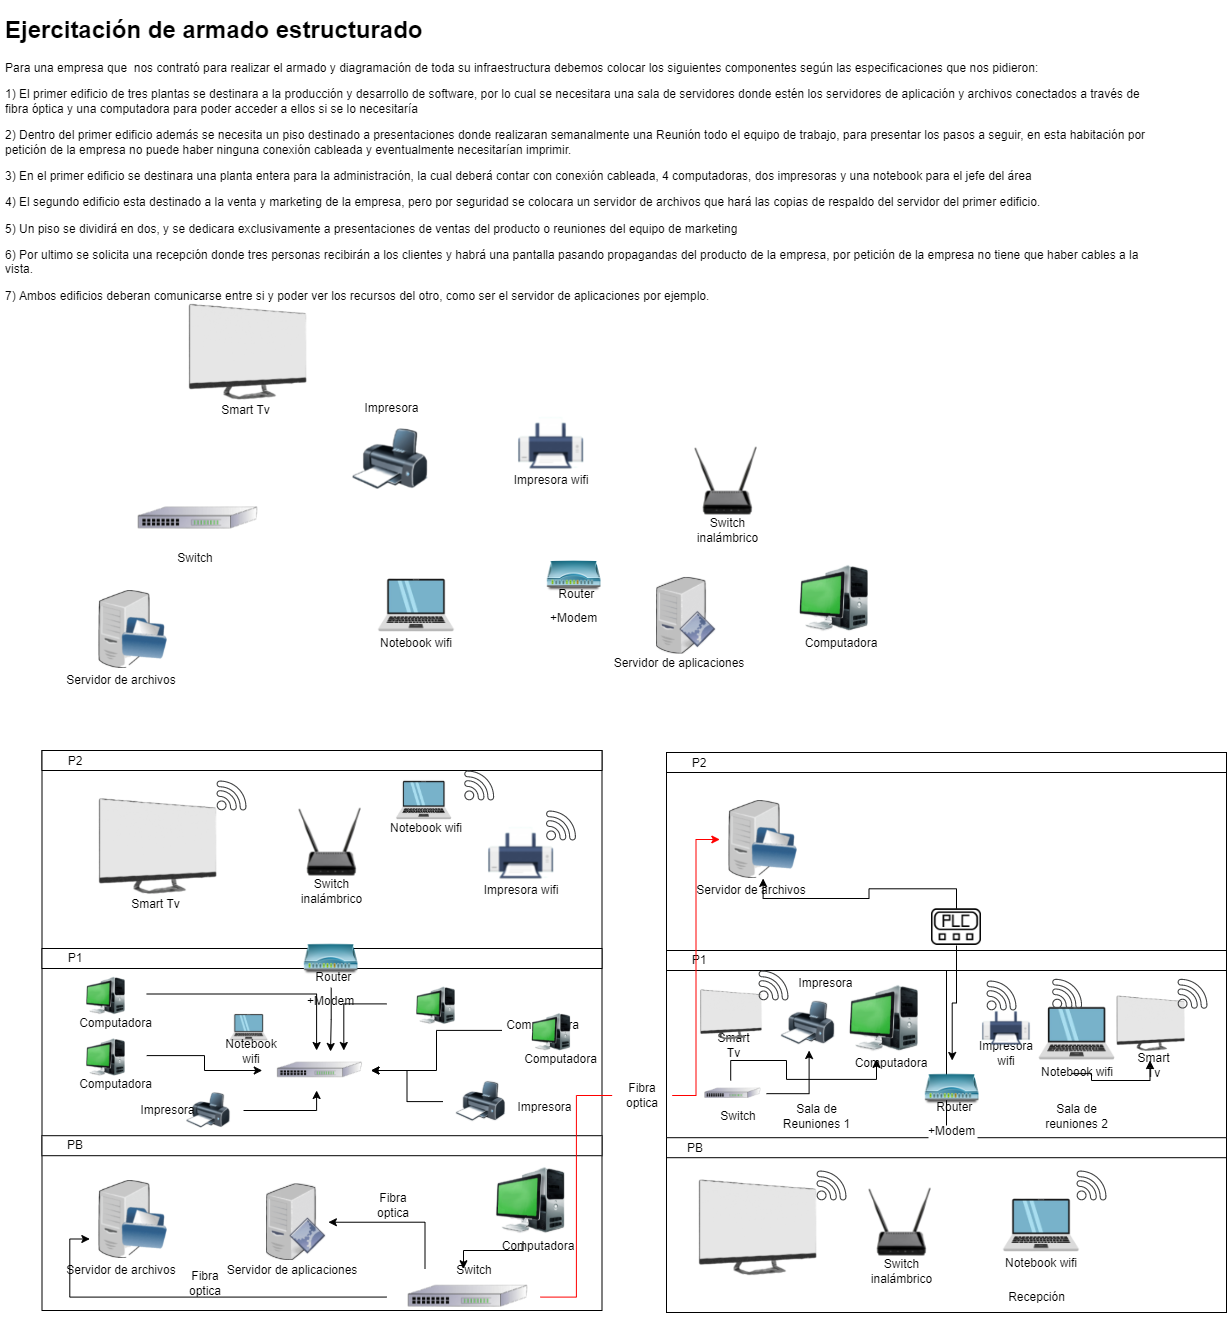 Ejercitación de armado estructurado
Para una empresa que  nos contrató para realizar el armado y diagramación de toda su infraestructura debemos colocar los siguientes componentes según las especificaciones que nos pidieron:
1) El primer edificio de tres plantas se destinara a la producción y desarrollo de software, por lo cual se necesitara una sala de servidores donde estén los servidores de aplicación y archivos conectados a través de
fibra óptica y una computadora para poder acceder a ellos si se lo necesitaría
2) Dentro del primer edificio además se necesita un piso destinado a presentaciones donde realizaran semanalmente una Reunión todo el equipo de trabajo, para presentar los pasos a seguir, en esta habitación por
petición de la empresa no puede haber ninguna conexión cableada y eventualmente necesitarían imprimir.
3) En el primer edificio se destinara una planta entera para la administración, la cual deberá contar con conexión cableada, 4 computadoras, dos impresoras y una notebook para el jefe del área
4) El segundo edificio esta destinado a la venta y marketing de la empresa, pero por seguridad se colocara un servidor de archivos que hará las copias de respaldo del servidor del primer edificio.
5) Un piso se dividirá en dos, y se dedicara exclusivamente a presentaciones de ventas del producto o reuniones del equipo de marketing
6) Por ultimo se solicita una recepción donde tres personas recibirán a los clientes y habrá una pantalla pasando propagandas del producto de la empresa, por petición de la empresa no tiene que haber cables a la
vista.
7) Ambos edificios deberan comunicarse entre si y poder ver los recursos del otro, como ser el servidor de aplicaciones por ejemplo.
Smart Tv
Impresora
Impresora wifi
Switch
inalámbrico
Switch
Notebook wifi
Router
+Modem
Servidor de aplicaciones
Computadora
Servidor de archivos
P2
Smart Tv
Switch
inalámbrico
Notebook wifi
Impresora wifi
P1
Router
+Modem
Computadora
Notebook
wifi
Computadora
Computadora
Computadora
Impresora
Impresora
PB
Servidor de archivos
Fibra
optica
Servidor de aplicaciones
Fibra
optica
Computadora
Switch
Fibra
optica
P2
Servidor de archivos
PLC
P1
Smart
Tv
Impresora
Computadora
Switch
Sala de
Reuniones 1
Router
+Modem
Impresora
wifi
Notebook wifi
Smart
Tv
Sala de
reuniones 2
PB
Switch
inalámbrico
Notebook wifi
Recepción